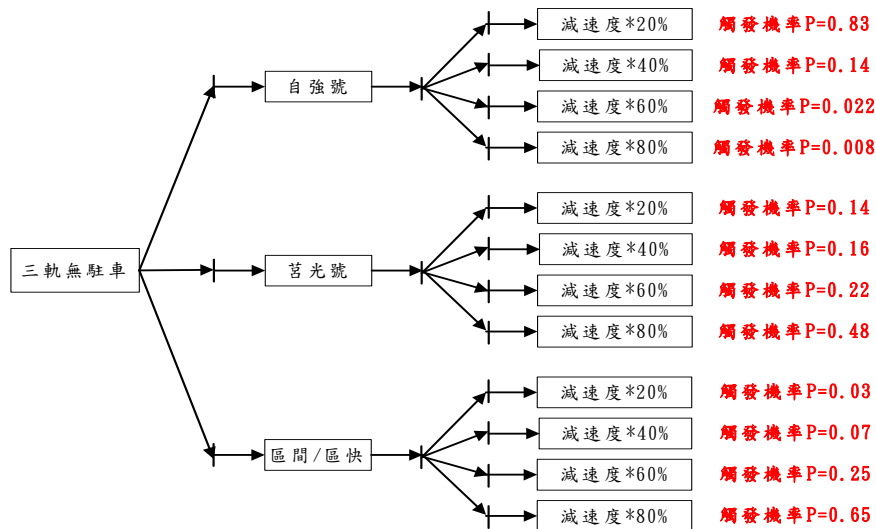 減速度*20% 觸發機率P=0.83
減速度*40% 觸發機率P=0.14
自強號
減速度*60% 觸發機率P=0.022
減速度*80% 觸發機率P=0.008
減速度*20% 觸發機率P=0.14
減速度*40% 觸發機率P=0.16
三軌無駐車
莒光號
減速度*60% 觸發機率P=0.22
減速度*80% 觸發機率P=0.48
減速度*20% 觸發機率P=0.03
減速度*40% 觸發機率P=0.07
區間/區快
減速度*60% 觸發機率P=0.25
減速度*80% 觸發機率P=0.65